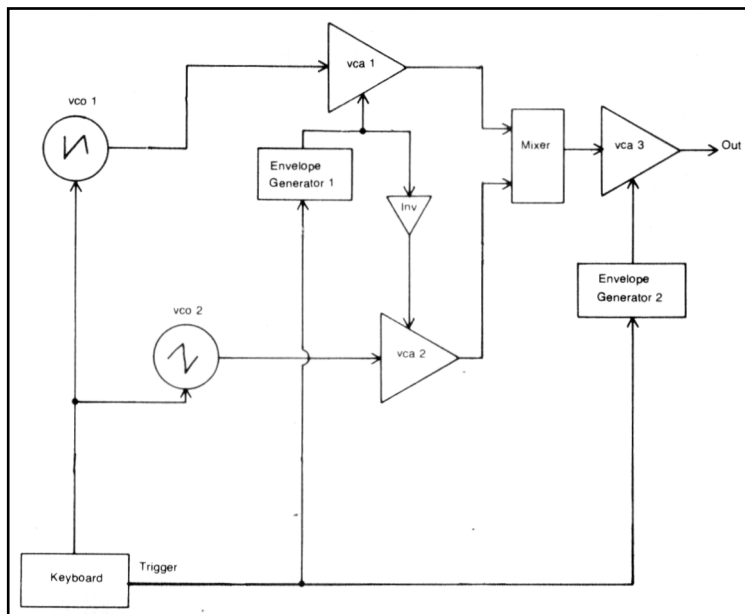 vca 1
vco 1
Mixer
vca 3
Out
Envelope
Generator 1
Inv
Envelope
Generator 2
vco 2
vca 2
Trigger
Keyboard